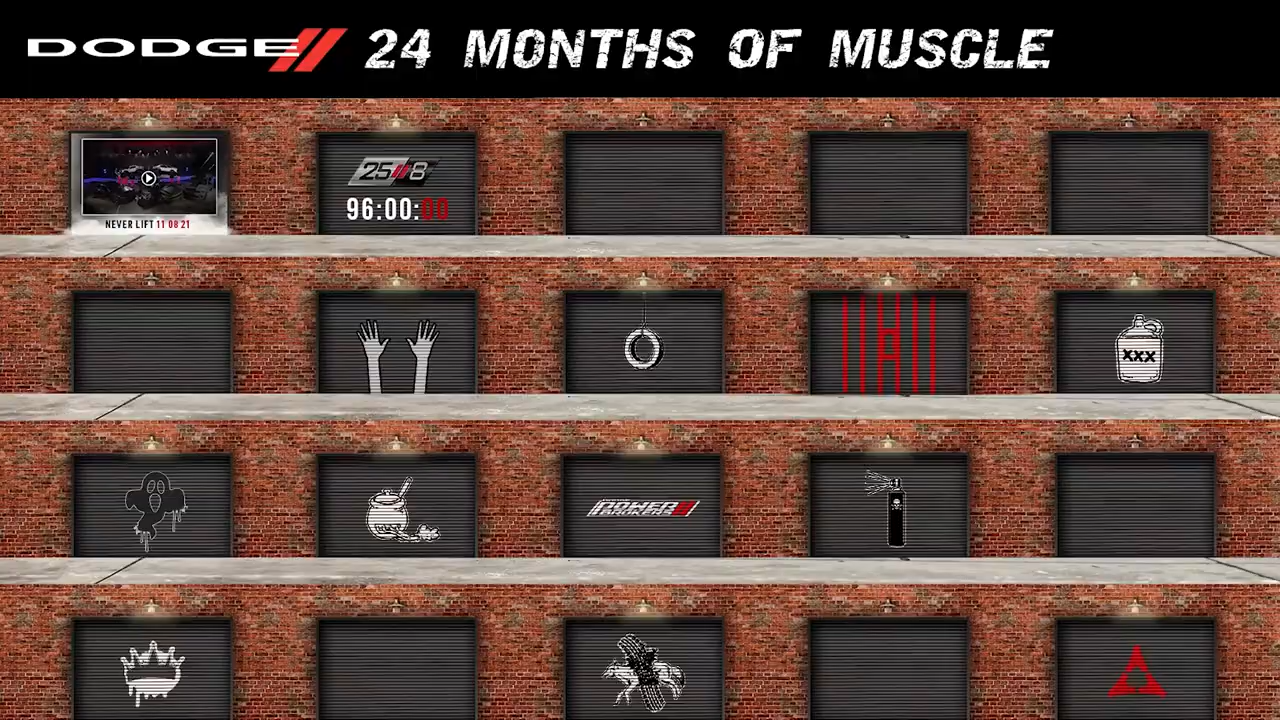 DODGE 24 MONTHS OF MUSCLE
25//8
96:00:00
NEVER LIFT 11 08 21
XXX
POWER
BROKERS